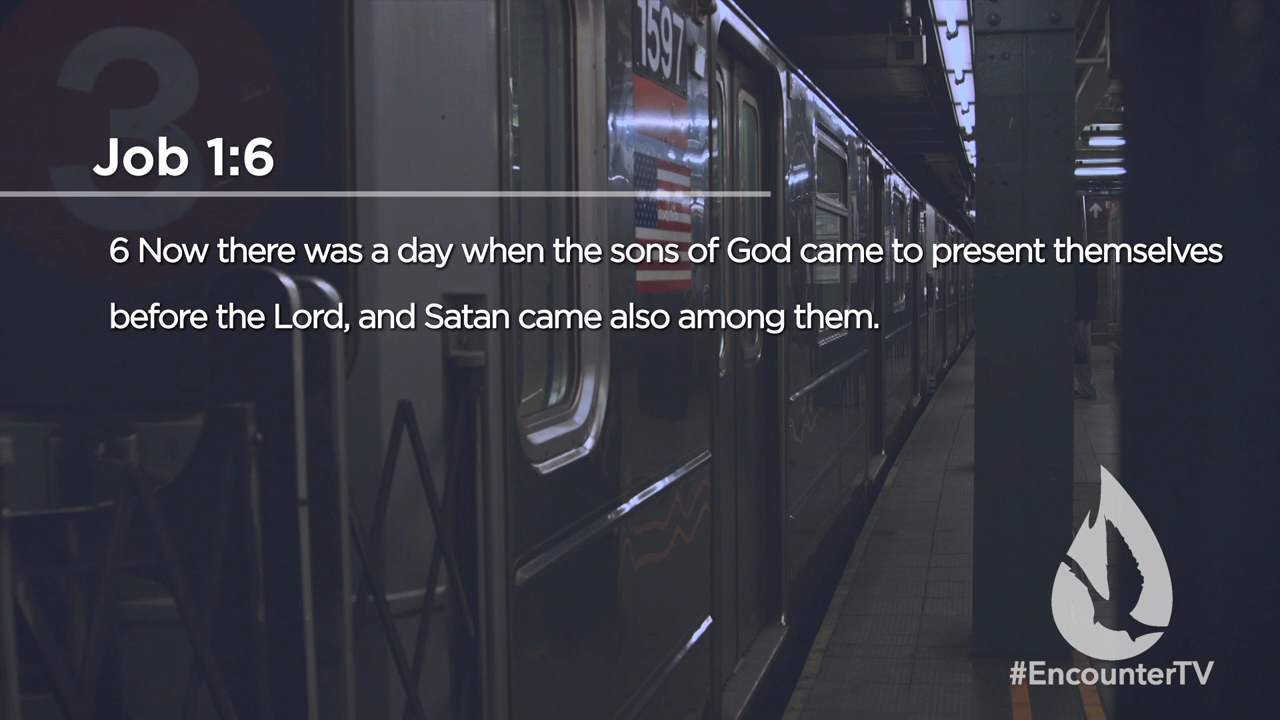 1597
3
Job 1:6
6 Now there was a day when the sons of God came to present themselves
before the Lord, and Satan came also among them.
#EncounterTV